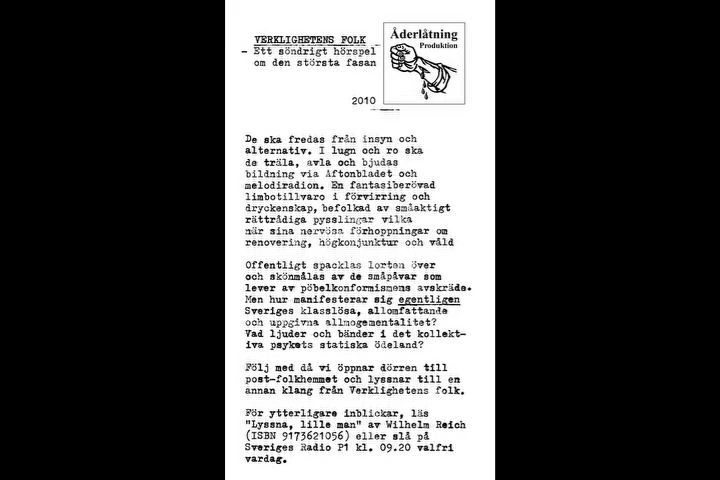 VERKLIGHETENS FOLK
- Ett söndrigt hörspel
om den största fasan
Åderlåtning
Produktion
2010
De ska fredas från insyn och
alternativ. I lugn och ro ska
de träla, avla och bjudas
bildning via Aftonbladet och
melodiradion. En fantasiberövad
limbotillvaro i förvirring och
dryckenskap, befolkad av småaktigt
rättrådiga pysslingar vilka
när sina nervösa förhoppningar om
renovering, högkonjunktur och våld
Offentligt spacklas lorten över
och skönmålas av de småpåvar som
lever av pöbelkonformismens avskräde.
Men hur manifesterar sig egentligen
Sveriges klasslösa, allomfattande
och uppgivna allmogementalitet?
Vad ljuder och bänder i det kollekt-
iva psykets statiska ödeland?
Följ med då vi öppnar dörren till
post-folkhemmet och lyssnar till en
annan klang från Verklighetens folk.
För ytterligare inblickar, läs
"Lyssna, lille man" av Wilhelm Reich
(ISBN 9173621056) eller slå på
Sveriges Radio P1 kl. 09.20 valfri
vardag.